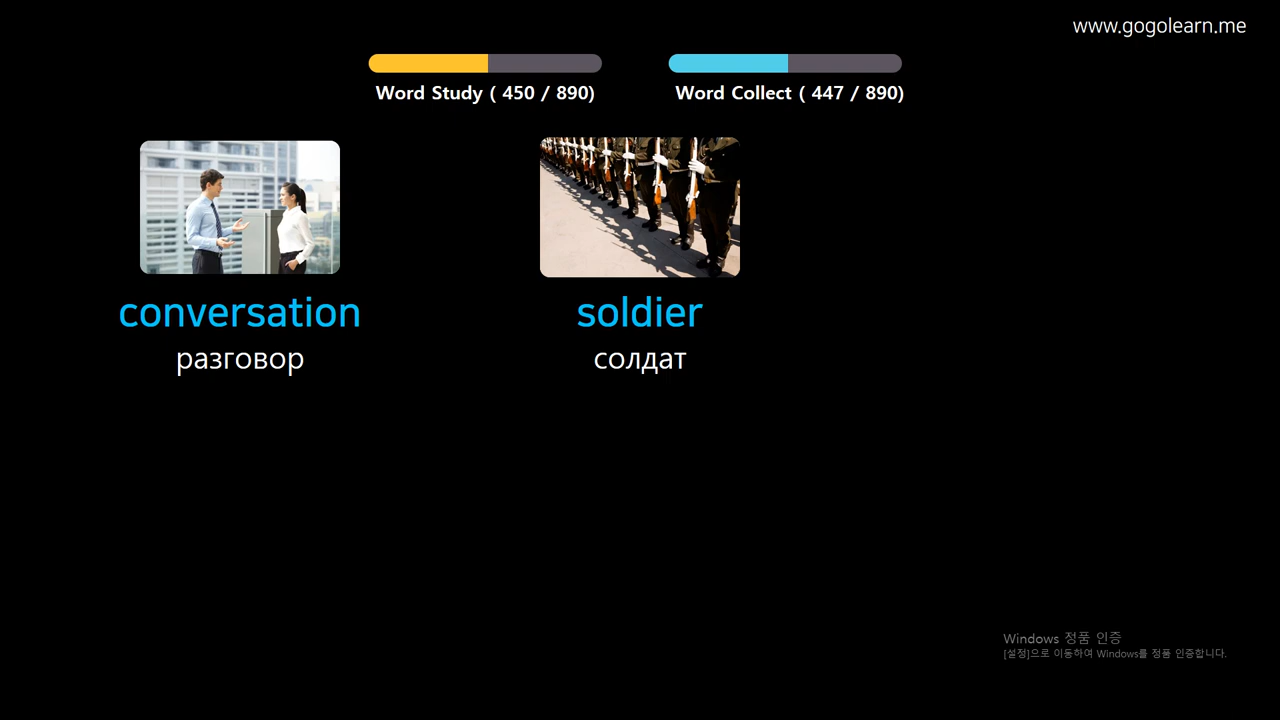 www.gogolearn.me
Word Study ( 450 / 890)
Word Collect ( 447 / 890)
conversation
разговор
soldier
солдат
Windows 정품 인증
[설정]으로 이동하여 Windows를 정품 인증합니다.